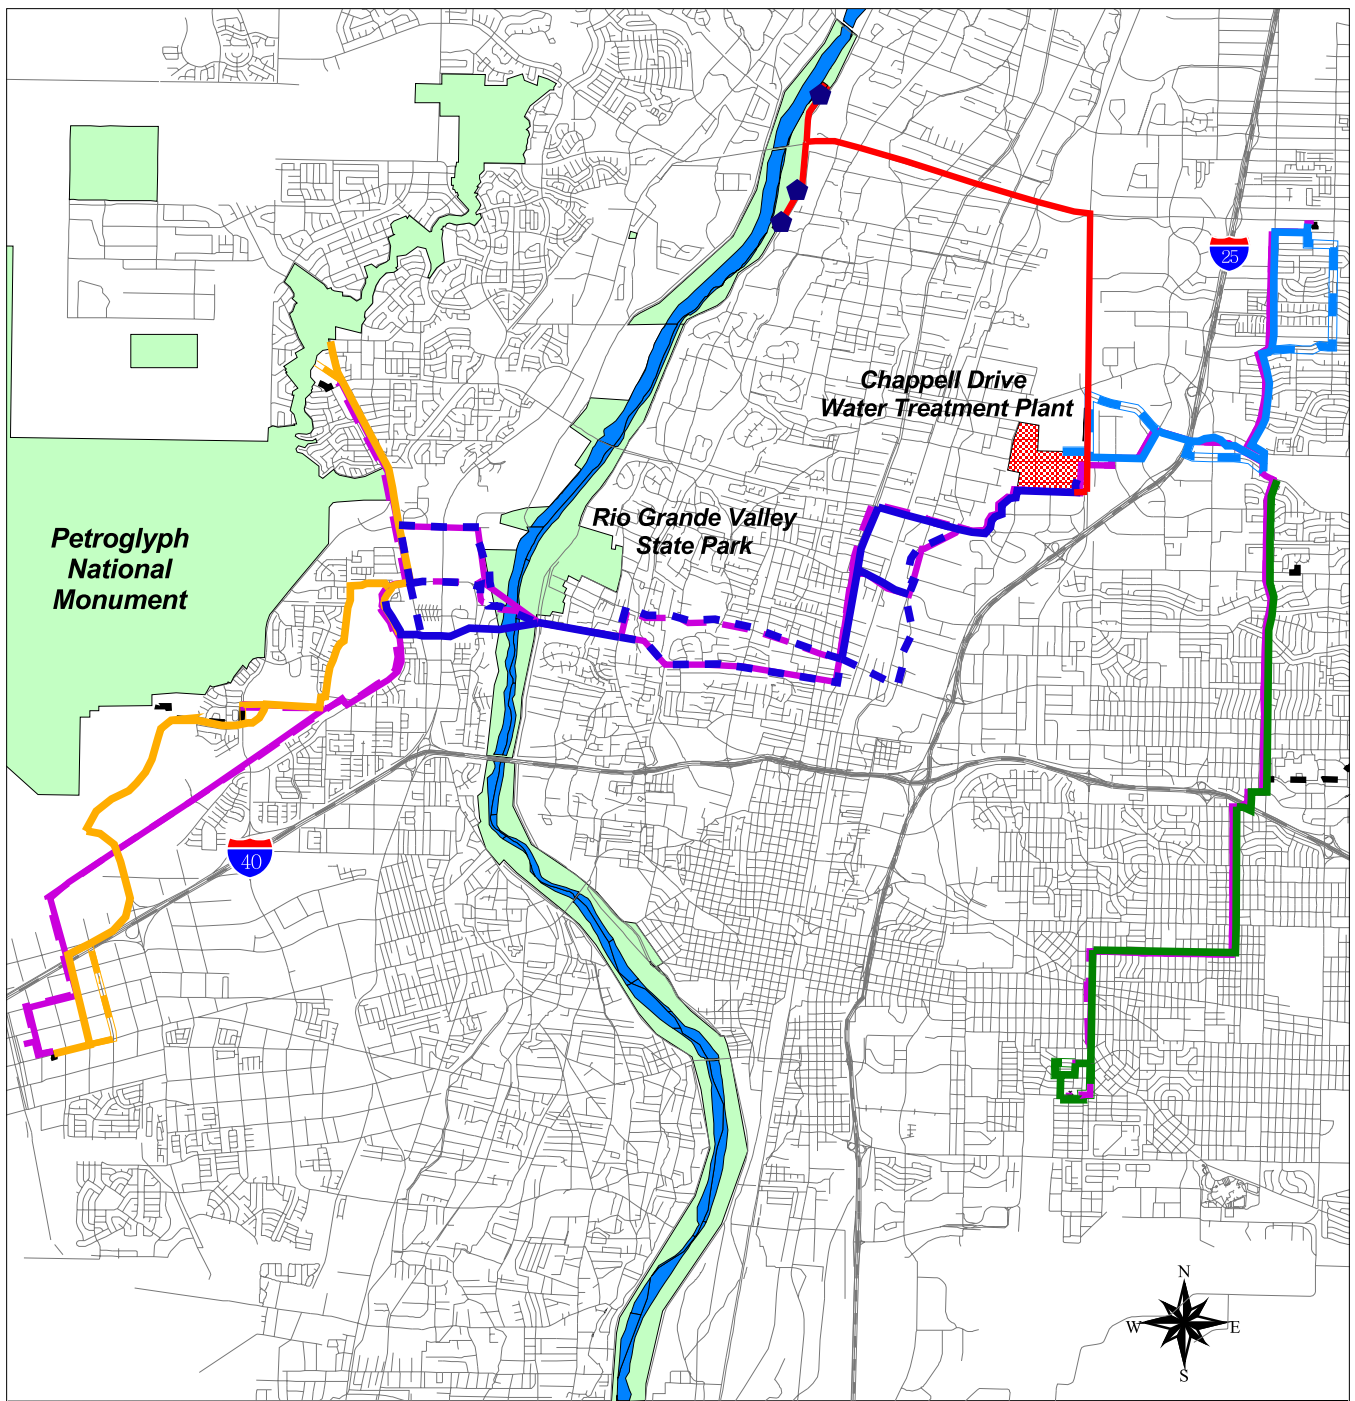 25
Chappell Drive
Water Treatment Plant
Rio Grande Valley
State Park
Petroglyph
National
Monument
40
N
W
E
S